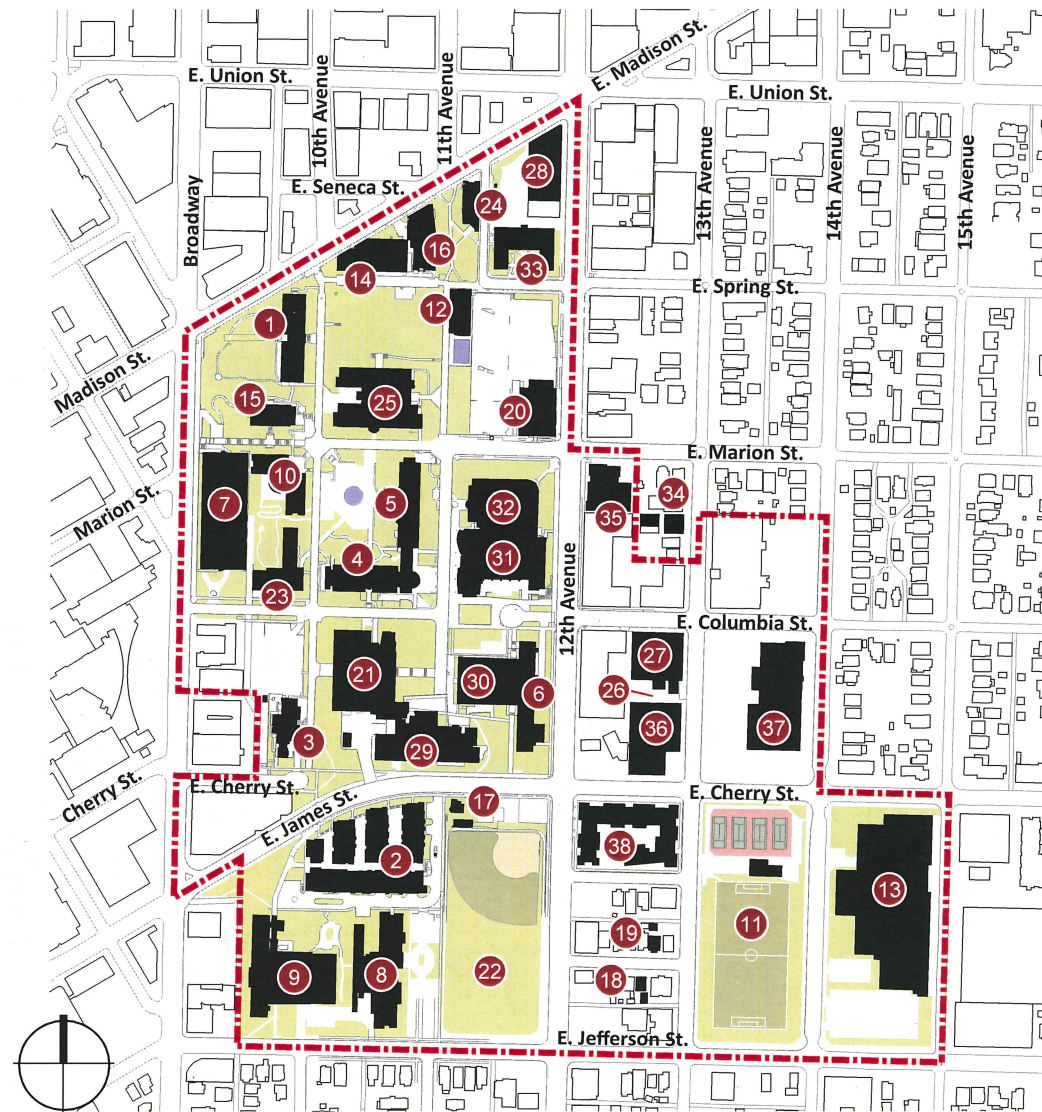 E. Union St.
E. Madison St.
E. Union St.
10th Avenue
11th Avenue
13th Avenue
14th Avenue
15th Avenue
Broadway
E. Seneca St.
28
24
16
33
14
E. Spring St.
12
1
Madison St.
15
25
20
E. Marion St.
10
7
5
32
34
35
Marion St.
4
31
23
12th Avenue
E. Columbia St.
27
21
30
6
26
36
37
3
29
Cherry St.
E. Cherry St.
E. James St.
17
E. Cherry St.
2
38
13
11
19
9
8
22
18
E. Jefferson St.